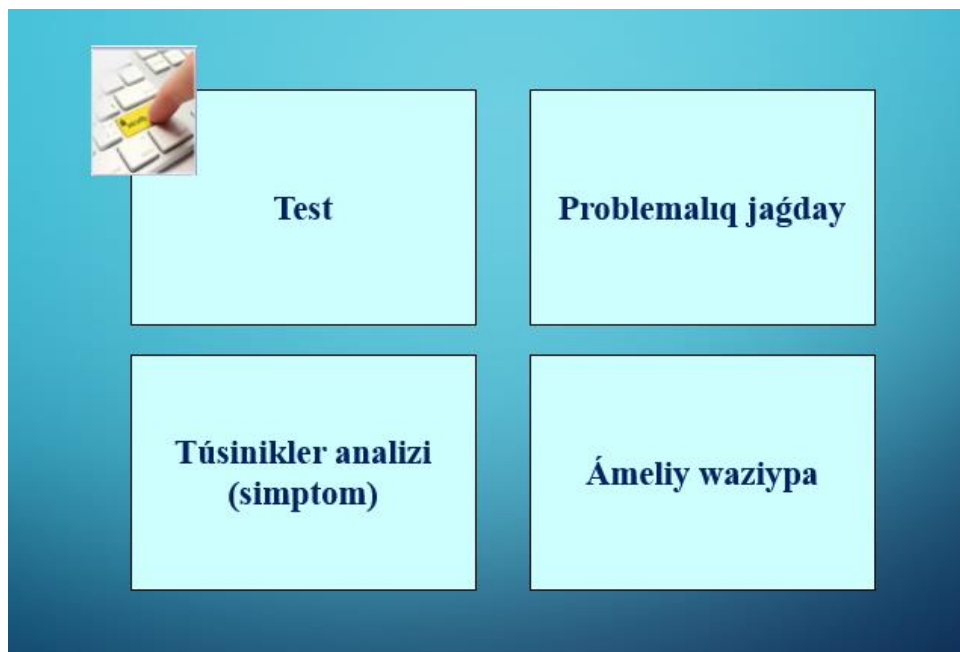 Test
Problemalıq jaǵday
Túsinikler analizi
(simptom)
Ámeliy waziypa